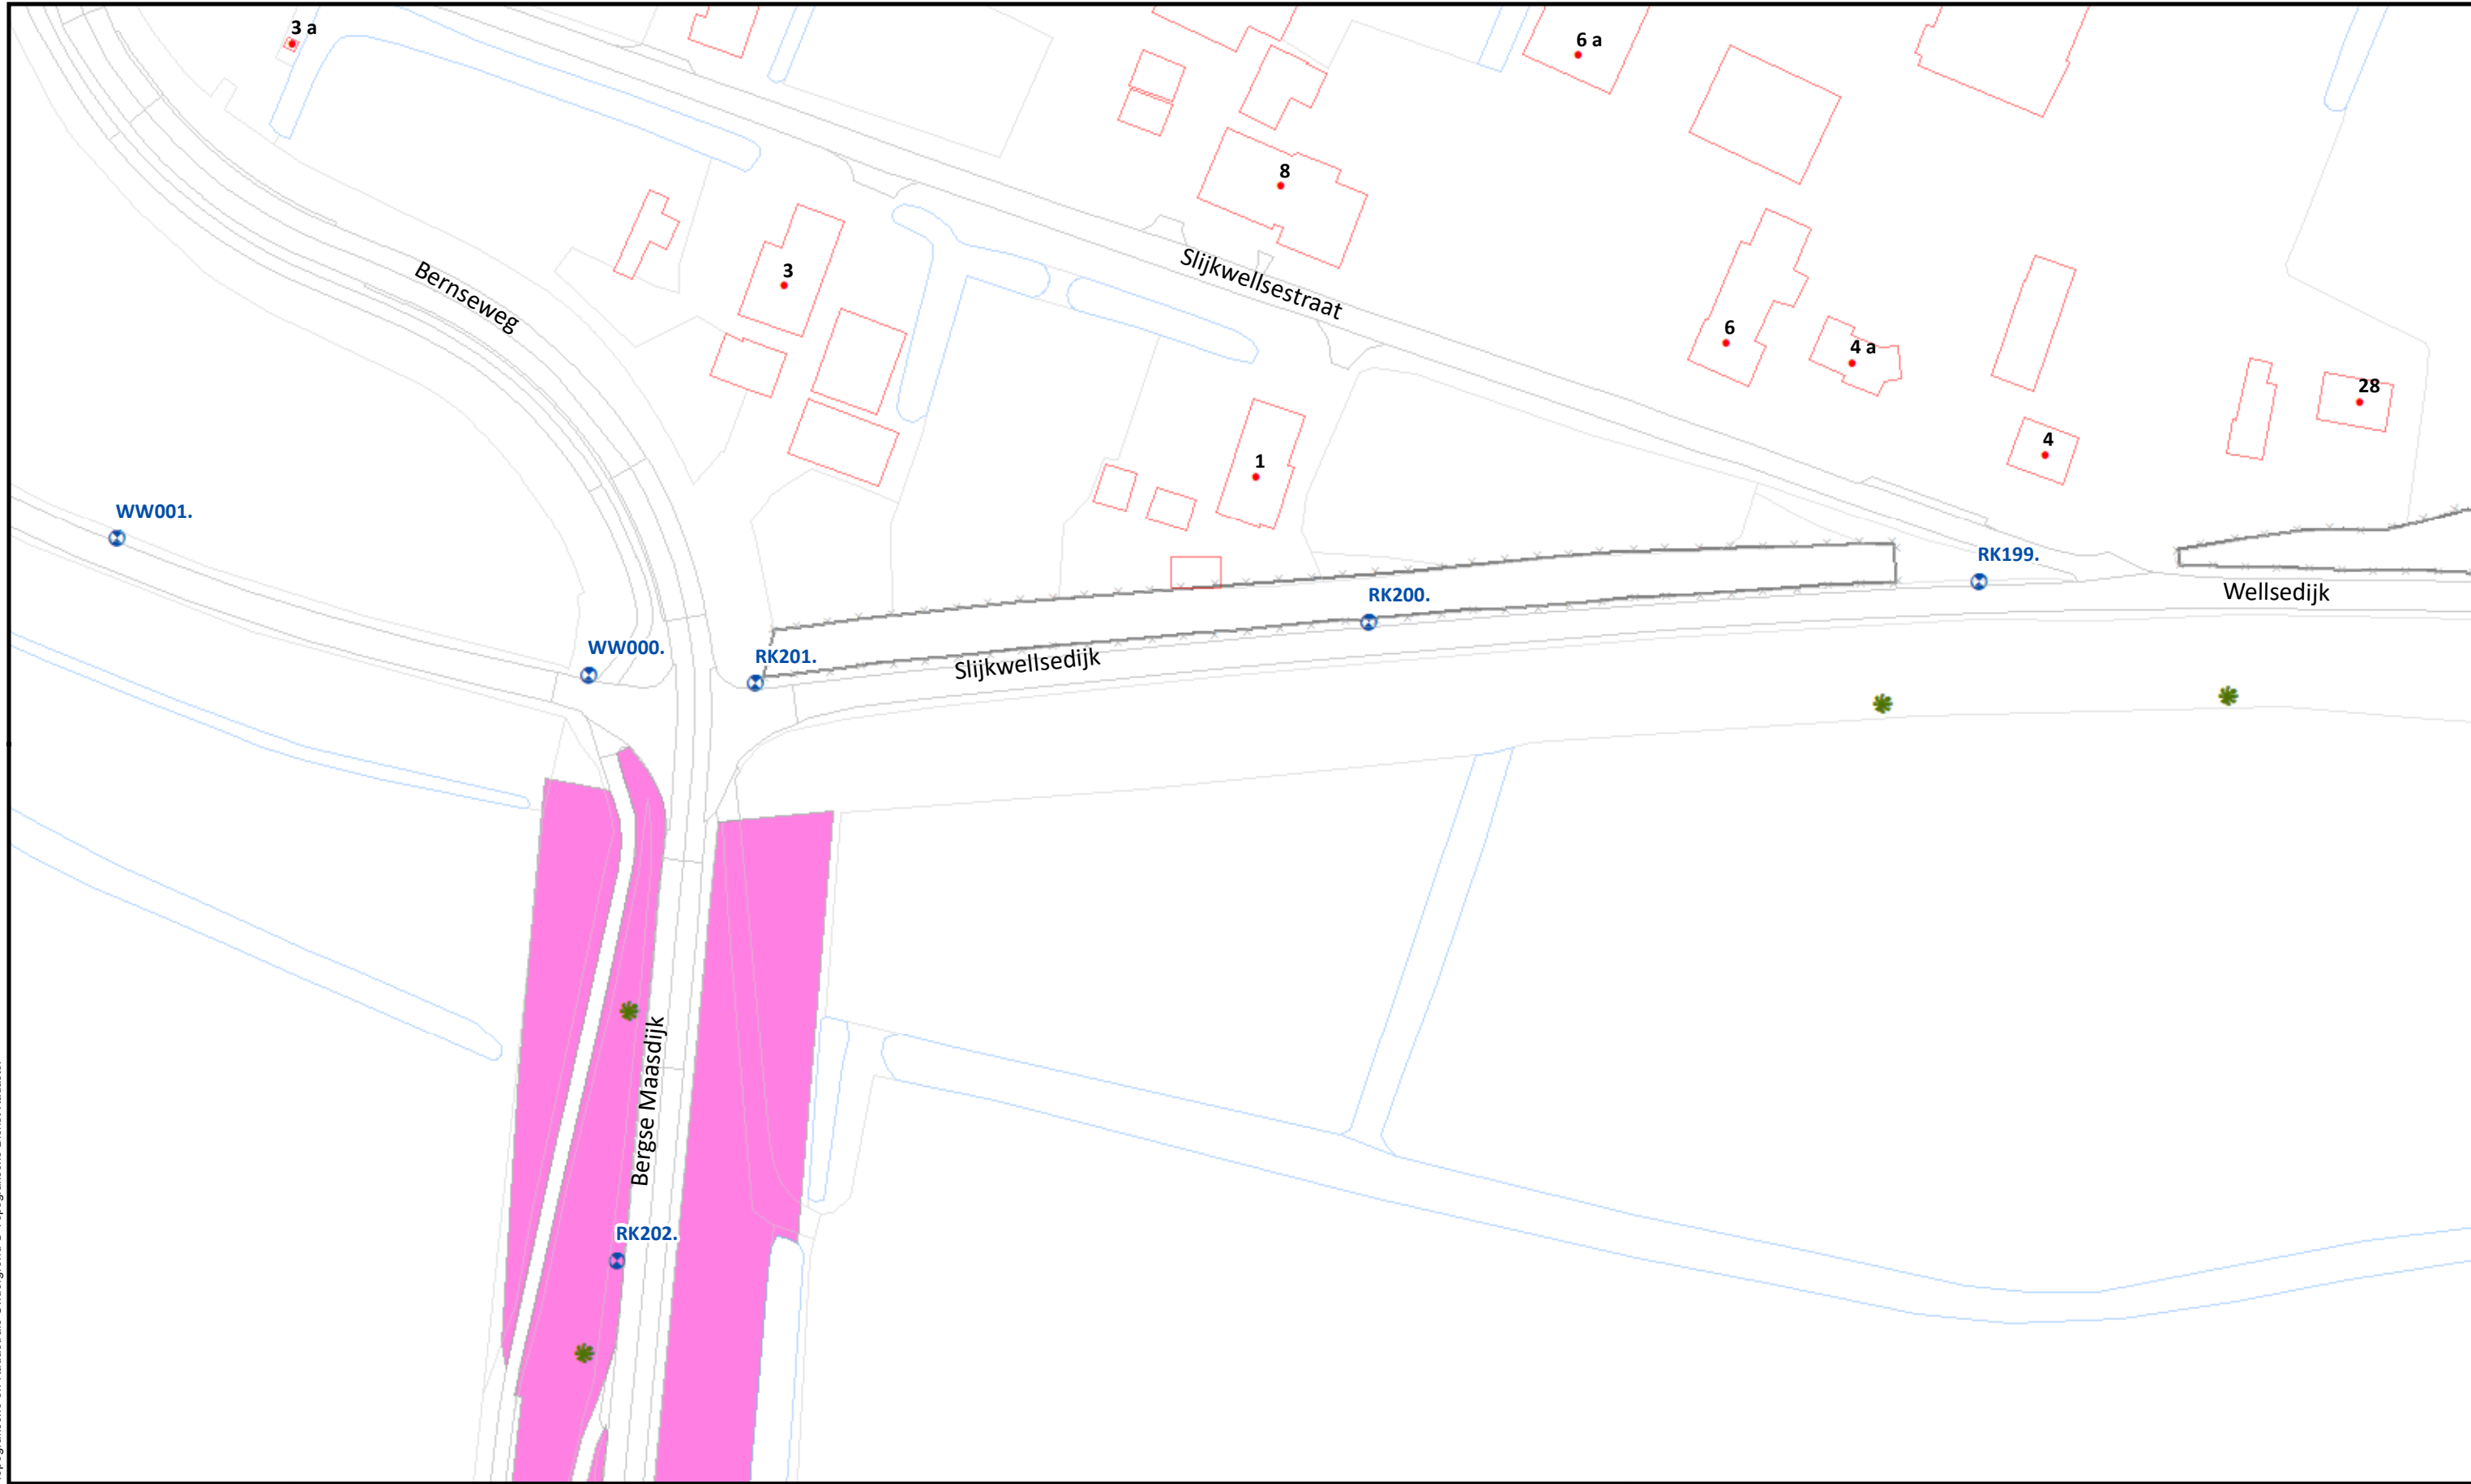 3 a
6 a
8
Bernseweg
3
Slijkwellsestraat
6
4 a
28
4
1
WW001.
RK199.
Wellsedijk
RK200.
WW000.
RK201.
Slijkwellsedijk
Bergse Maasdijk
RK202.